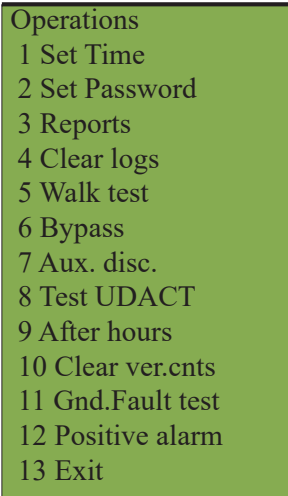 Operations
1 Set Time
2 Set Password
3 Reports
4 Clear logs
5 Walk test
6 Bypass
7 Aux. disc.
8 Test UDACT
9 After hours
10 Clear ver.cnts
11 Gnd.Fault test
12 Positive alarm
13 Exit